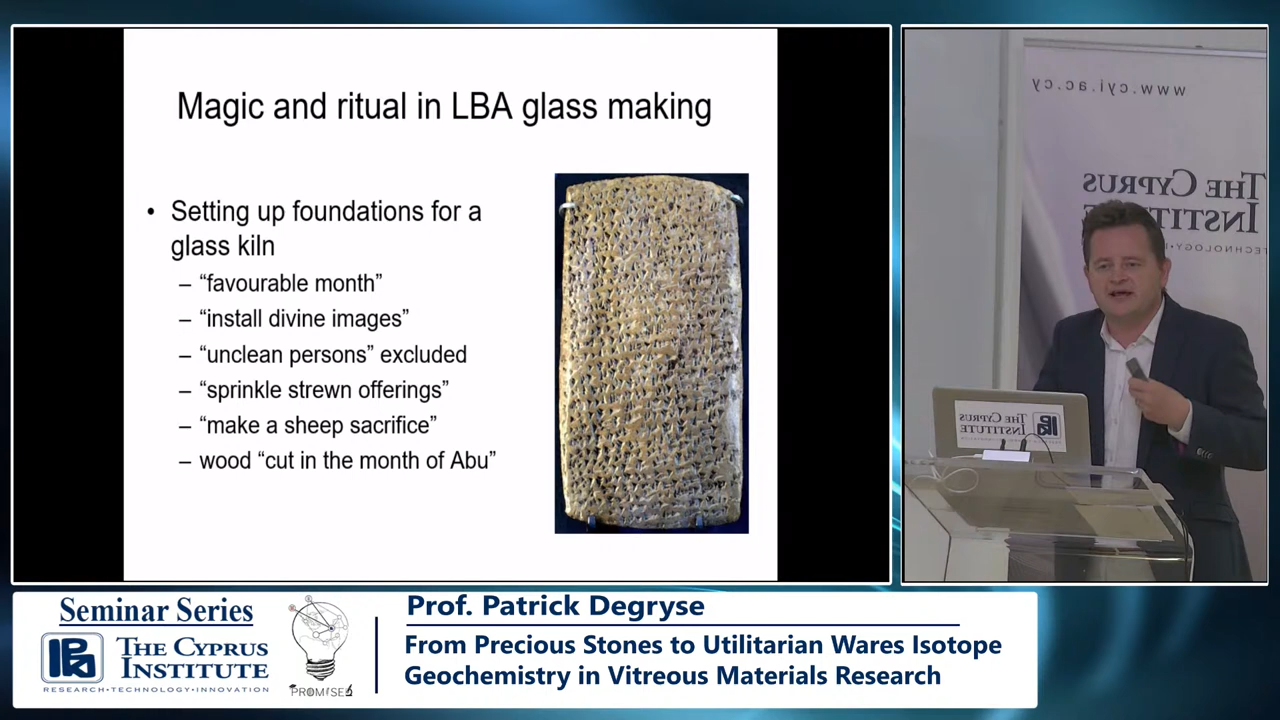 Magic and ritual in LBA glass making
• Setting up foundations for a
glass kiln
– “favourable month”
– “install divine images”
– “unclean persons” excluded
– “sprinkle strewn offerings”
– “make a sheep sacrifice”
– wood “cut in the month of Abu”
www.cyi.ac.cy
THE CYPRUS
INSTITUTE
THE CYPRUS
INSTITUTE
Seminar Series
THE CYPRUS
INSTITUTE
RESEARCH•TECHNOLOGY•INNOVATION
PROMISE
Prof. Patrick Degryse
From Precious Stones to Utilitarian Wares Isotope
Geochemistry in Vitreous Materials Research